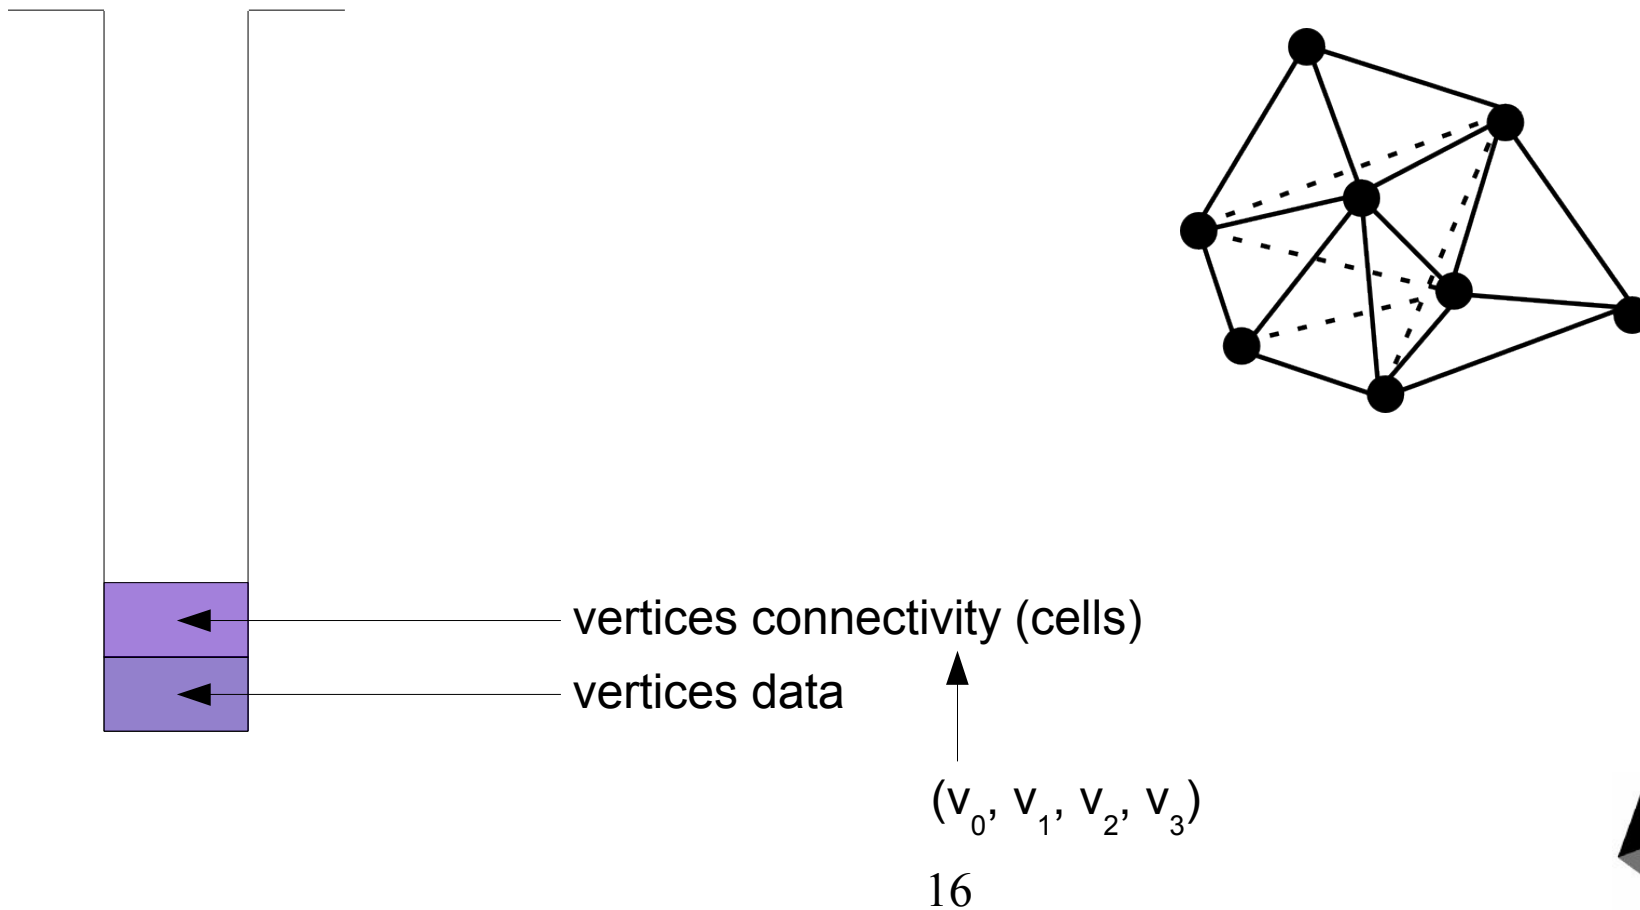 vertices connectivity (cells)
vertices data
(v₀, v₁, v₂, v₃)
16